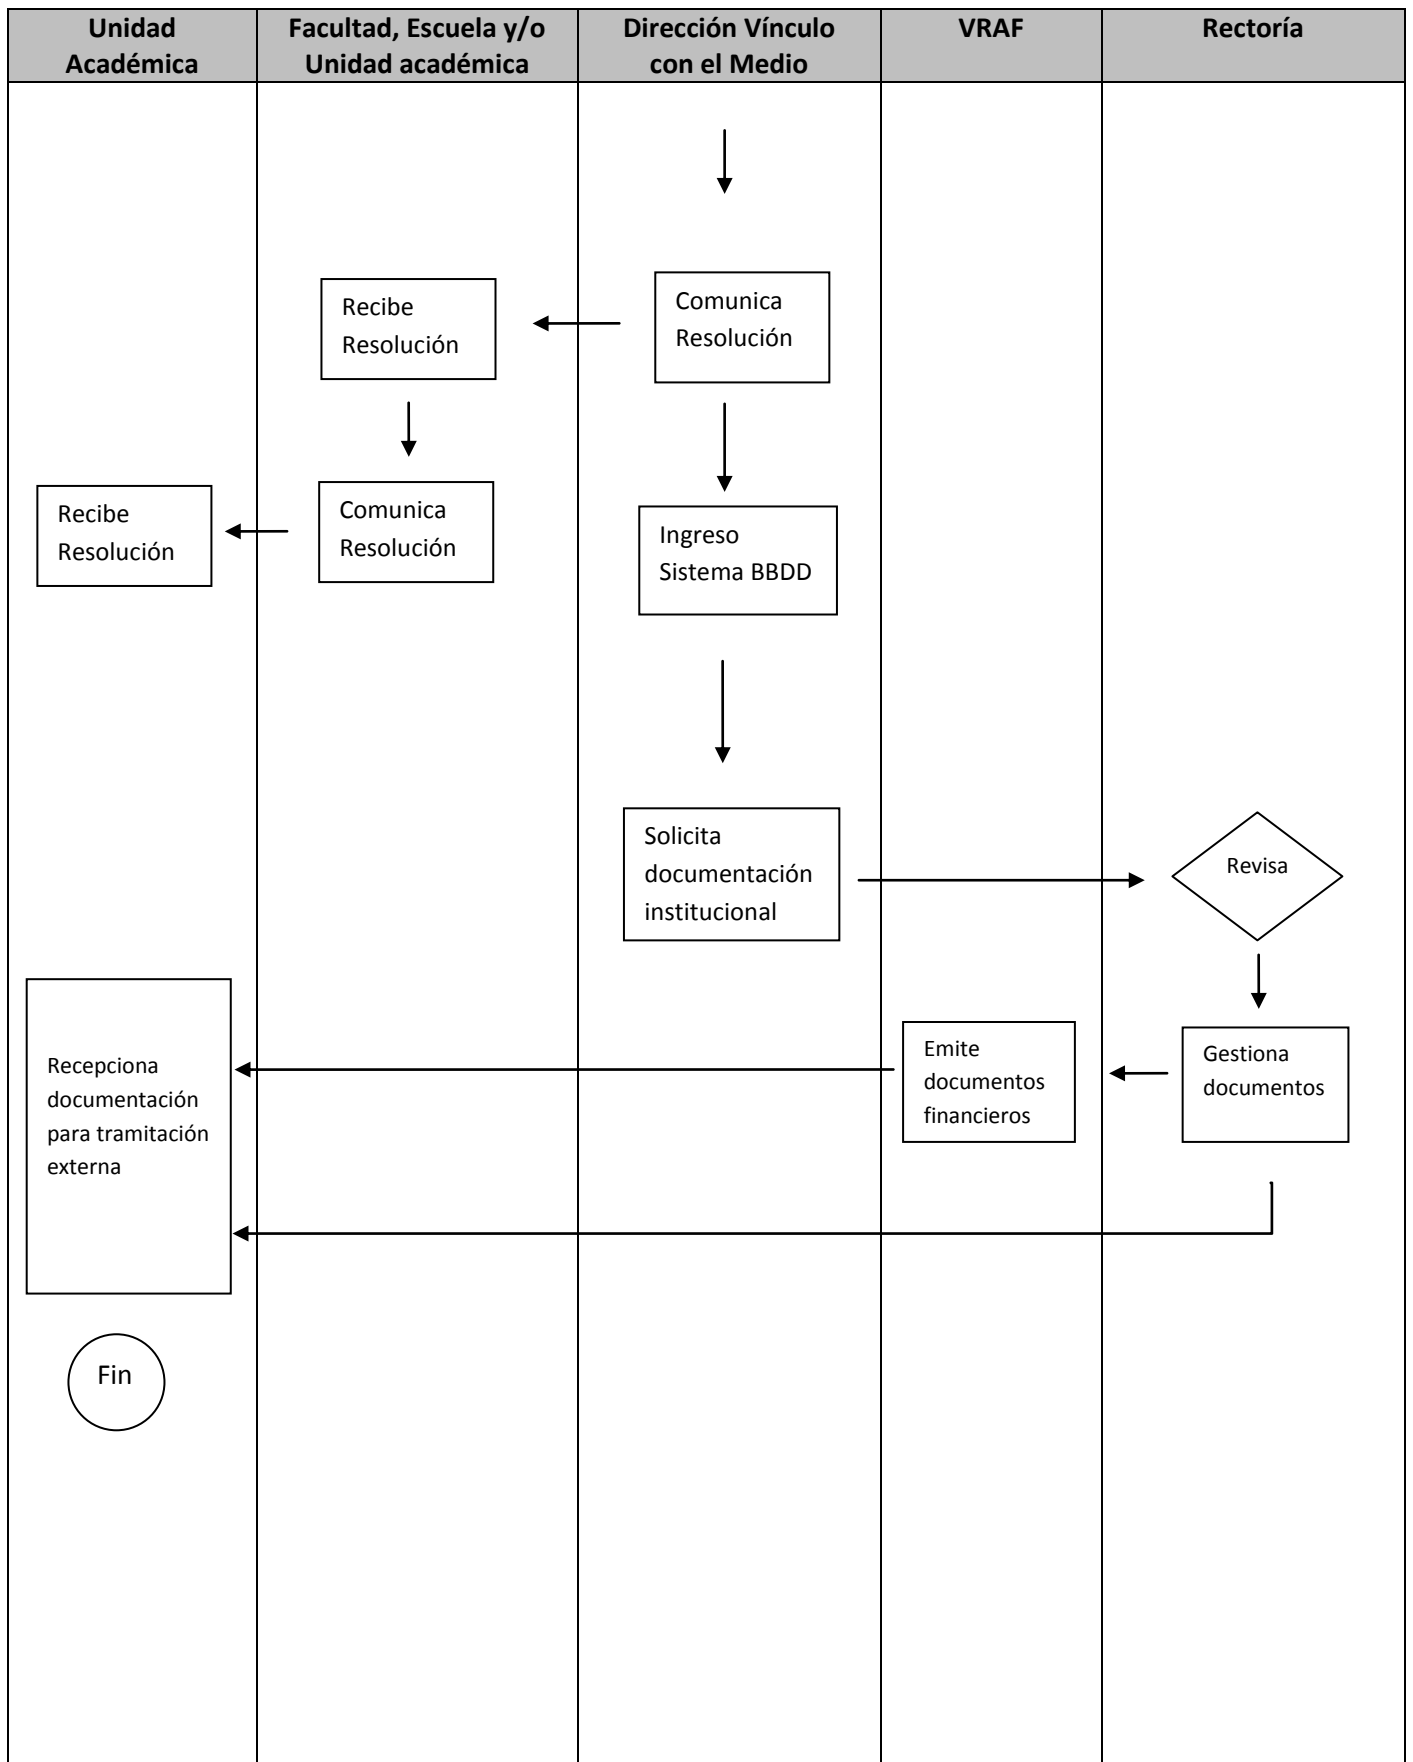 Unidad
Académica
Facultad, Escuela y/o
Unidad académica
Dirección Vínculo
con el Medio
VRAF
Rectoría
Recibe
Resolución
Comunica
Resolución
Recibe
Resolución
Comunica
Resolución
Ingreso
Sistema BBDD
Solicita
documentación
institucional
Revisa
Recepciona
documentación
para tramitación
externa
Emite
documentos
financieros
Gestiona
documentos
Fin